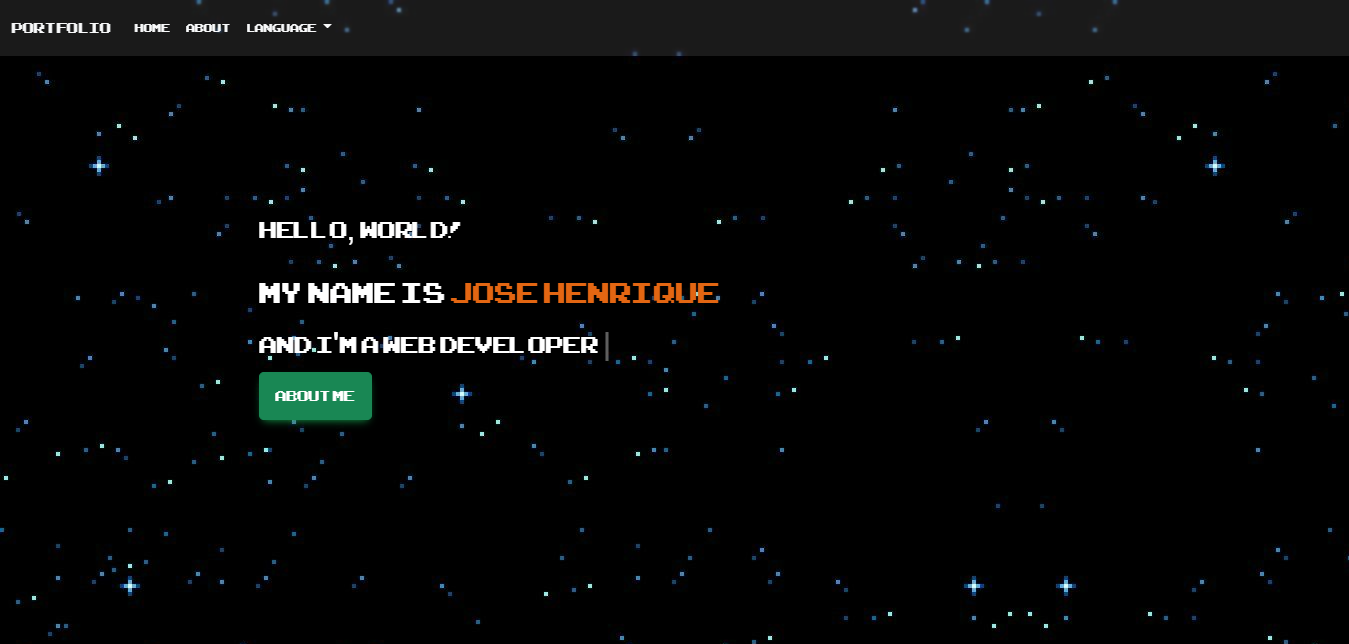 PORTFOLIO HOME ABOUT LANGUAGE
HELLO, WORLD!
MY NAME IS JOSE HENRIQUE
AND I'M A WEB DEVELOPER
ABOUT ME